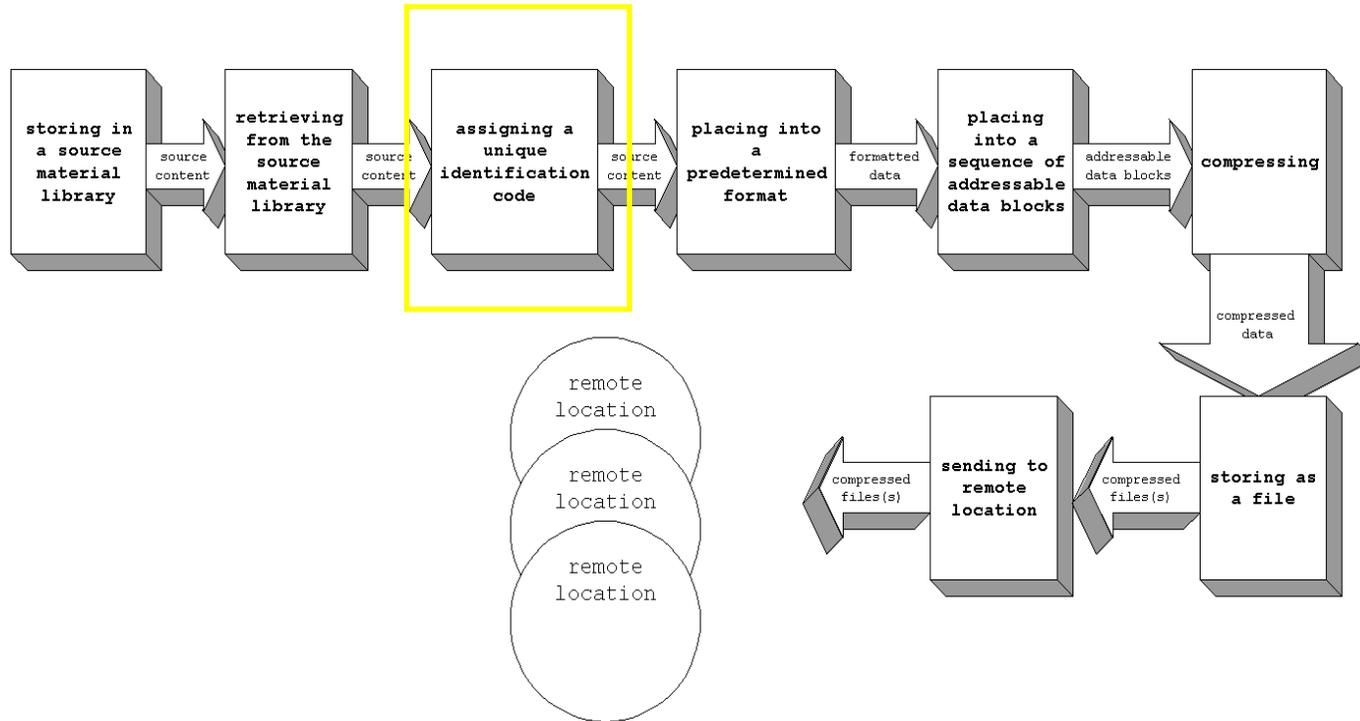 storing in
a source
material
library
source
content
retrieving
from the
source
material
library
source
content
assigning a
unique
identification
code
source
content
placing into
a
predetermined
format
formatted
data
placing
into a
sequence of
addressable
data blocks
addressable
data blocks
compressing
compressed
data
storing as
a file
compressed
files(s)
sending to
remote
location
compressed
files(s)
remote
location
remote
location
remote
location